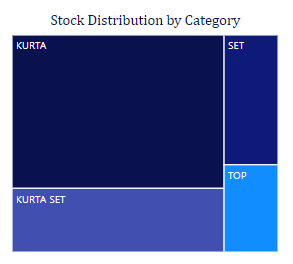 Stock Distribution by Category
KURTA
SET
KURTA SET
TOP